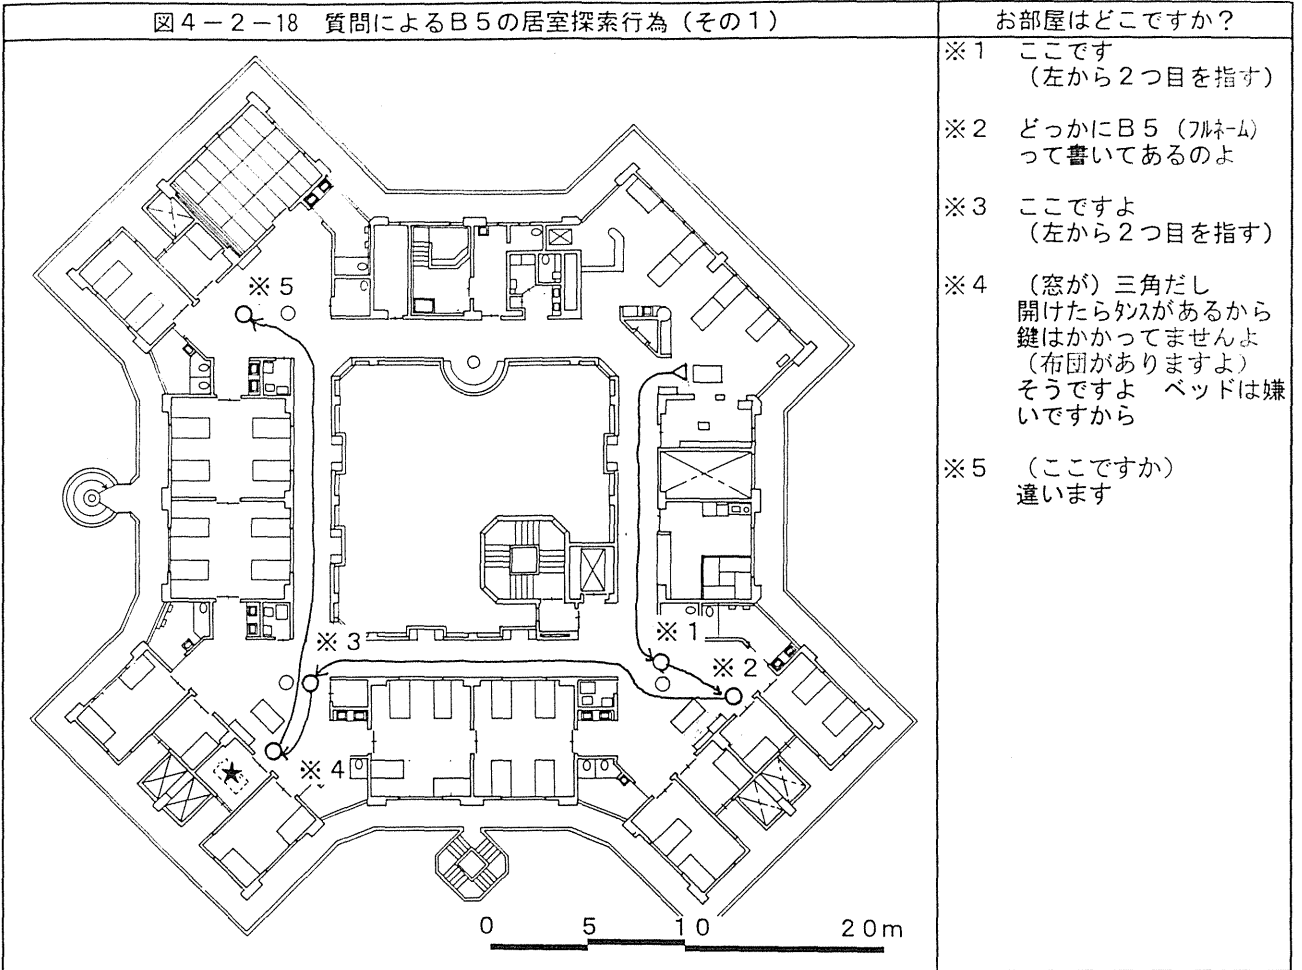 図4-2-18 質問によるB5の居室探索行為(その1)
お部屋はどこですか?
※1 ここです
(左から2つ目を指す)
※2 どっかにB5(フルネーム)
って書いてあるのよ
※3 ここですよ
(左から2つ目を指す)
※4 (窓が)三角だし
開けたらタンスがあるから
鍵はかかってませんよ
(布団がありますよ)
そうですよ ベッドは嫌
いですから
※5 (ここですか)
違います
※5
※3
※1
※2
※4
0 5 10 20m